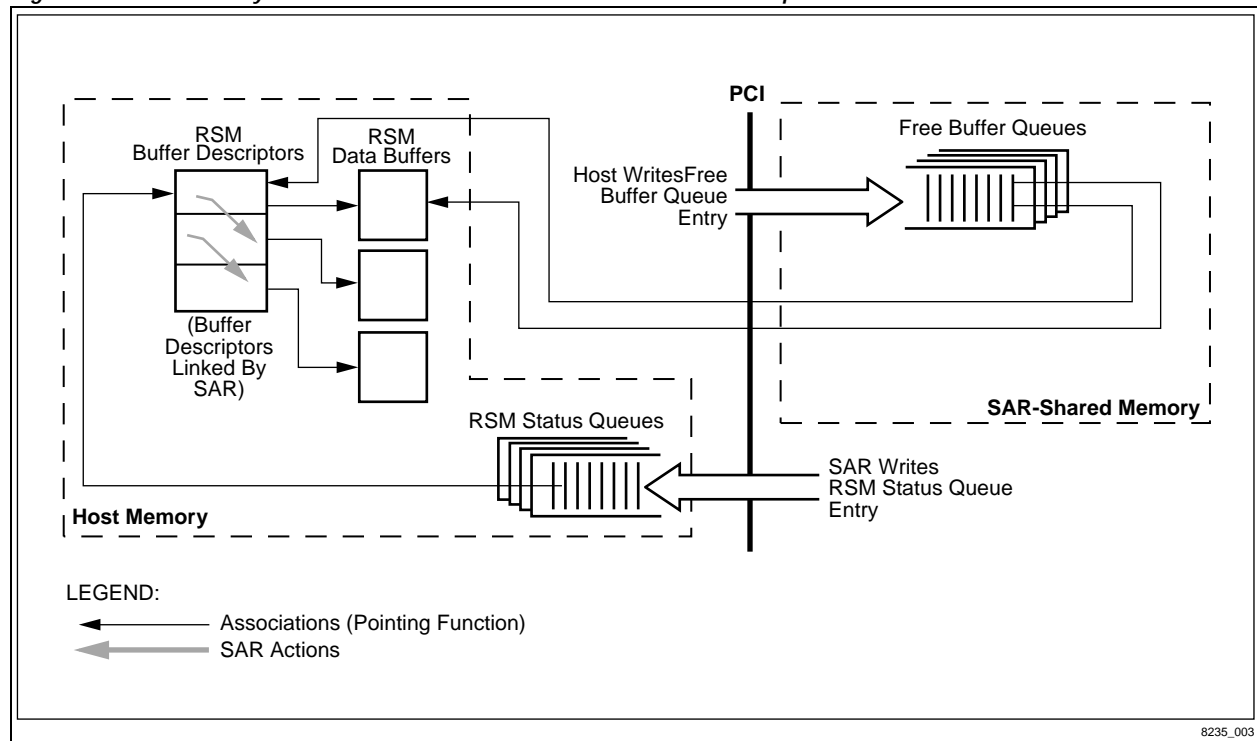 PCI
RSM
Buffer Descriptors
RSM
Data Buffers
Free Buffer Queues
Host WritesFree
Buffer Queue
Entry
(Buffer
Descriptors
Linked By
SAR)
SAR-Shared Memory
RSM Status Queues
SAR Writes
RSM Status Queue
Entry
Host Memory
LEGEND:
Associations (Pointing Function)
SAR Actions
8235_003